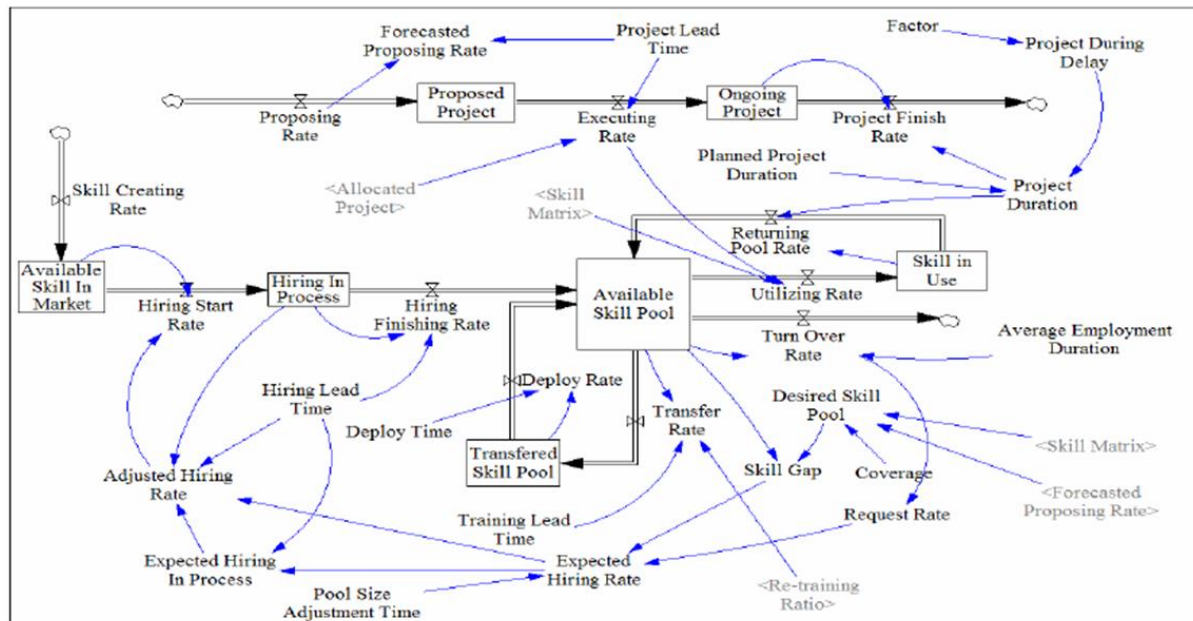 Forecasted
Proposing Rate
Project Lead
Time
Factor
Project During
Delay
Proposing
Rate
Proposed
Project
Executing
Rate
Ongoing
Project
Project Finish
Rate
Planned Project
Duration
Project
Duration
<Allocated
Project>
<Skill
Matrix>
Skill Creating
Rate
Returning
Pool Rate
Available
Skill In
Market
Hiring Start
Rate
Hiring In
Process
Hiring
Finishing Rate
Available
Skill Pool
Utilizing Rate
Skill in
Use
Turn Over
Rate
Average Employment
Duration
Hiring Lead
Time
Deploy Rate
Deploy Time
Transfer
Rate
Desired Skill
Pool
<Skill Matrix>
Adjusted Hiring
Rate
Transfered
Skill Pool
Skill Gap
Coverage
<Forecasted
Proposing Rate>
Request Rate
Training Lead
Time
Expected Hiring
In Process
Expected
Hiring Rate
Pool Size
Adjustment Time
<Re-training
Ratio>